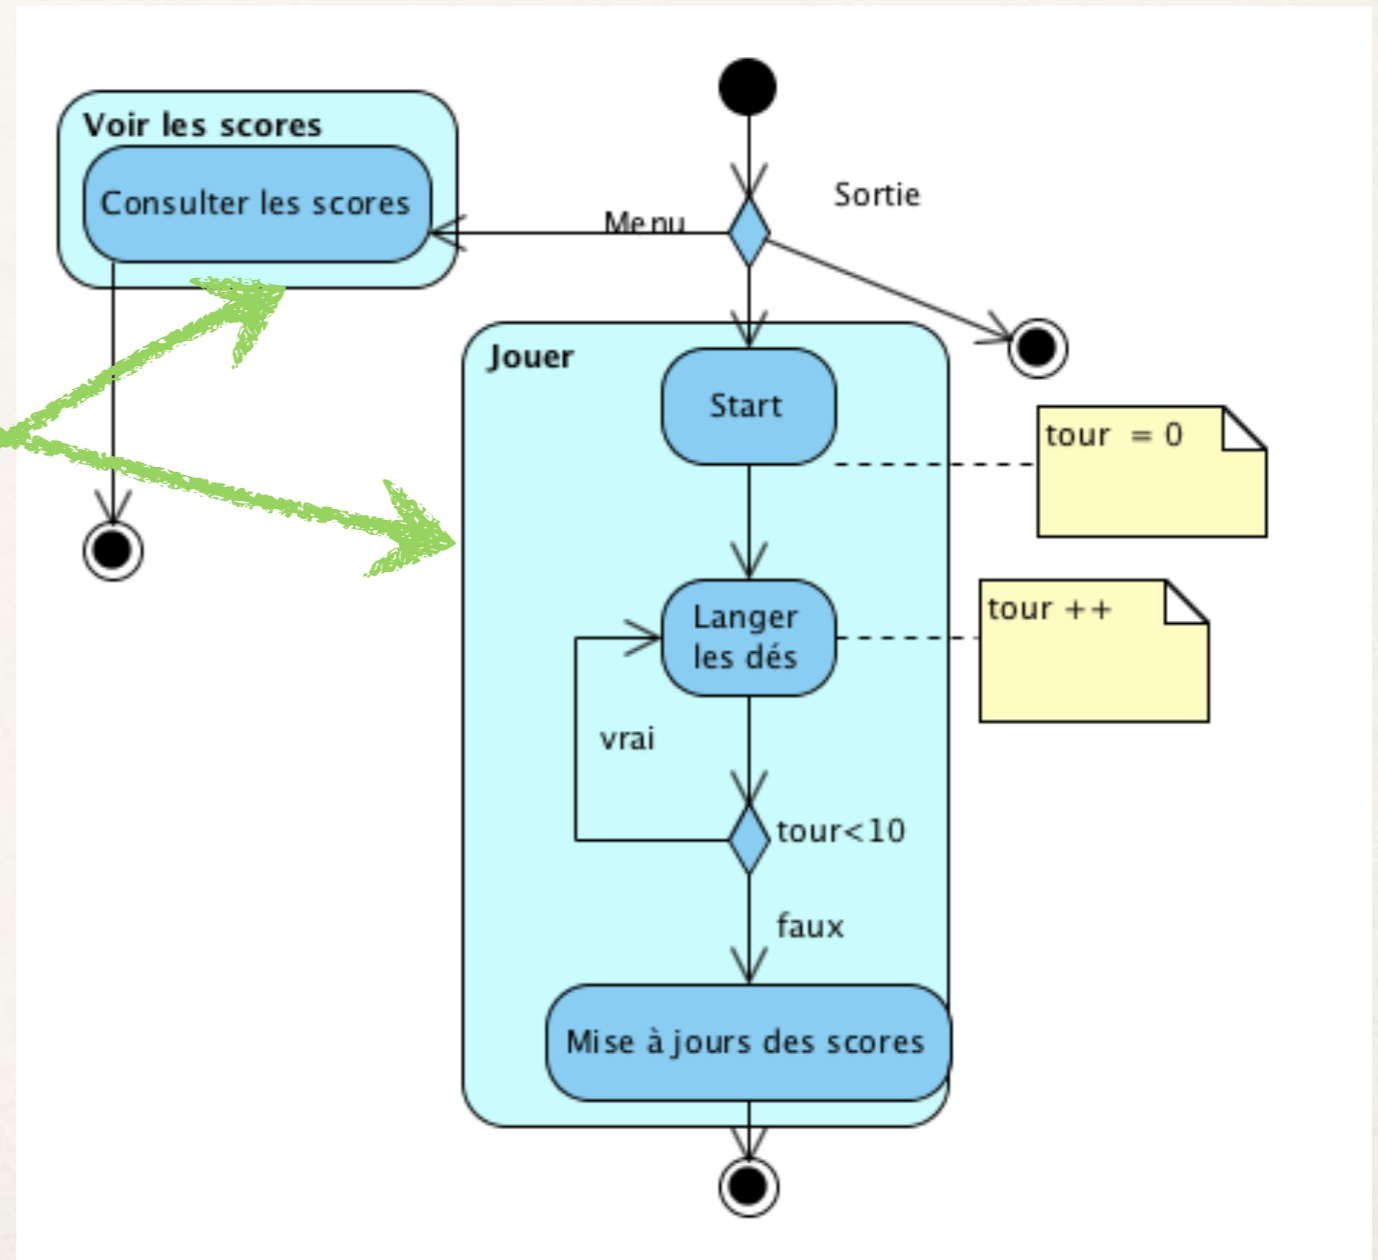 Voir les scores
Consulter les scores
Menu
Sortie
Jouer
Start
tour = 0
Langer
les dés
tour ++
vrai
tour<10
faux
Mise à jours des scores